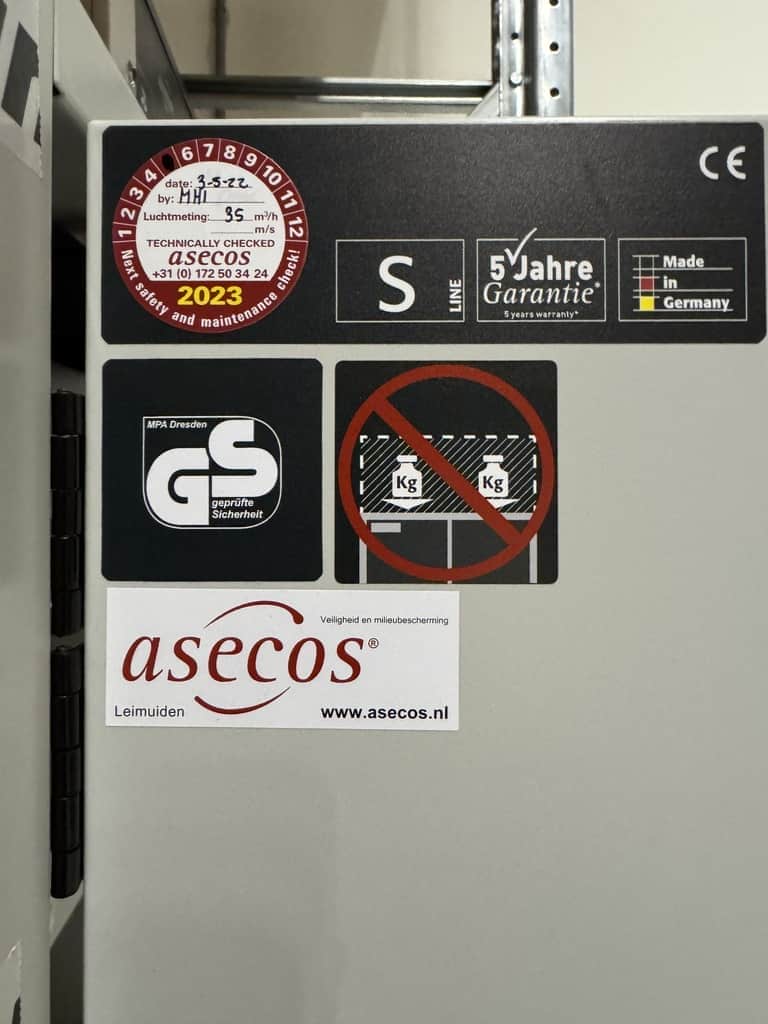 1 2 3 4 6 7 8 9 10 11 12
date: 3-5-22
by: MHI
Luchtmeting: 35 m³/h
m/s
TECHNICALLY CHECKED
asecos
+31 (0) 172 50 34 24
2023
Next safety and maintenance check!
CE
S
LINE
5 Jahre
Garantie*
5 years warranty*
Made
in
Germany
MPA Dresden
GS
geprüfte
Sicherheit
Kg Kg
Veiligheid en milieubescherming
asecos®
Leimuiden www.asecos.nl